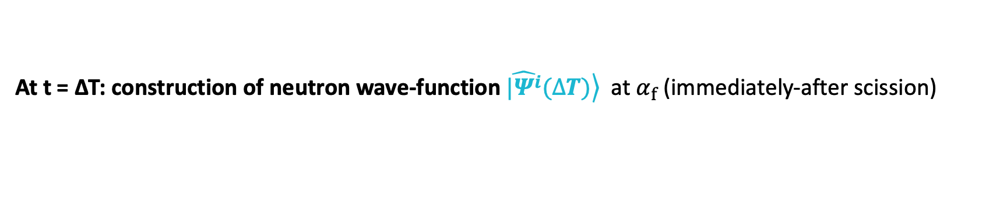 At t = ΔT: construction of neutron wave-function |Ψ̂ⁱ(ΔT)⟩ at α_f (immediately-after scission)